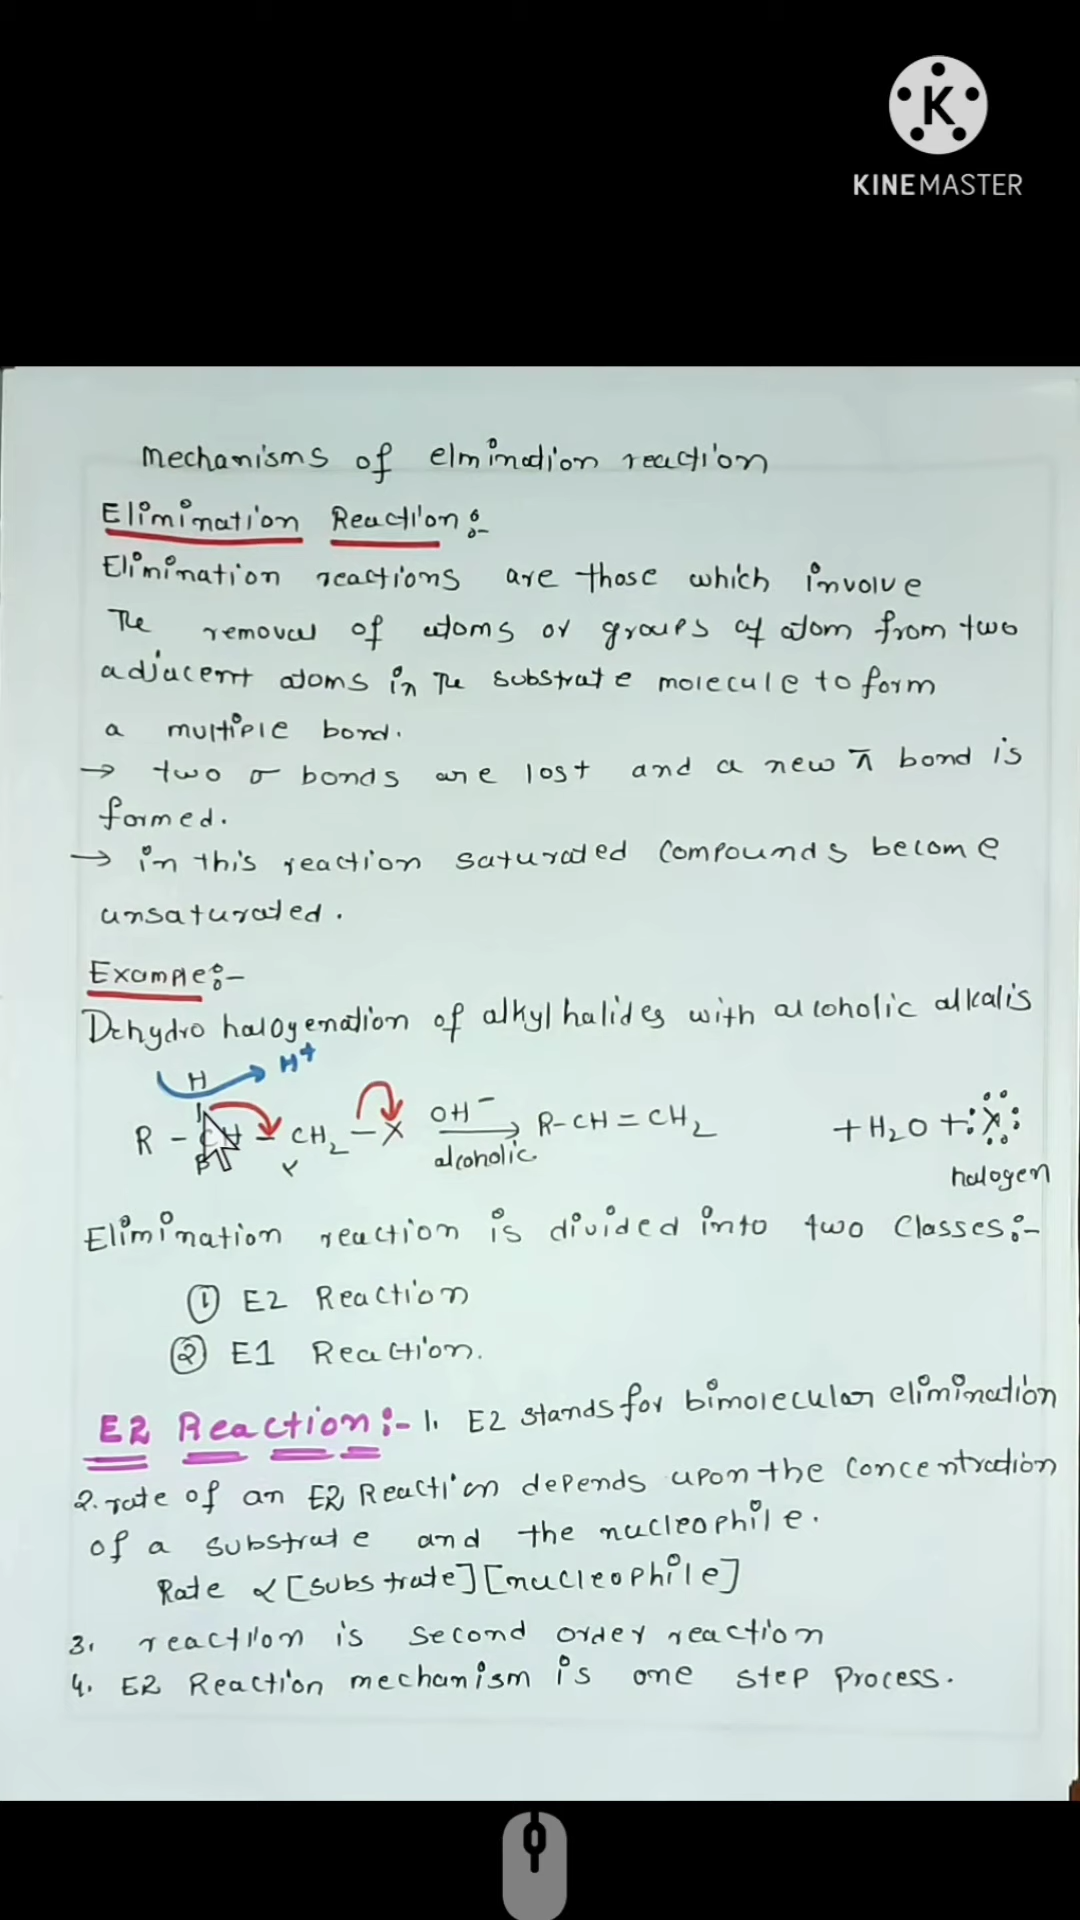 K
KINEMASTER
Mechanisms of elmination reaction
Elimination Reaction :-
Elimination reactions are those which involve
The removal of atoms or groups of atom from two
adjacent atoms in The substrate molecule to form
a multiple bond.
→ two σ bonds are lost and a new π bond is
formed.
→ in this reaction saturated compounds become
unsaturated.
Example:-
Dehydro halogenation of alkyl halides with alcoholic alkalis
H H+
R - CH - CH2 - X OH- → R-CH=CH2 + H2O + :X:
β α alcoholic halogen
Elimination reaction is divided into two Classes:-
① E2 Reaction
② E1 Reaction.
E2 Reaction:- 1. E2 stands for bimolecular elimination
2. rate of an E2 Reaction depends upon the concentration
of a substrate and the nucleophile.
Rate ∝ [substrate][nucleophile]
3. reaction is second order reaction
4. E2 Reaction mechanism is one step process.